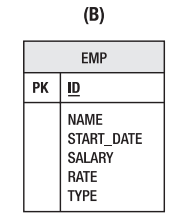 (B)
EMP
PK ID
NAME
START_DATE
SALARY
RATE
TYPE